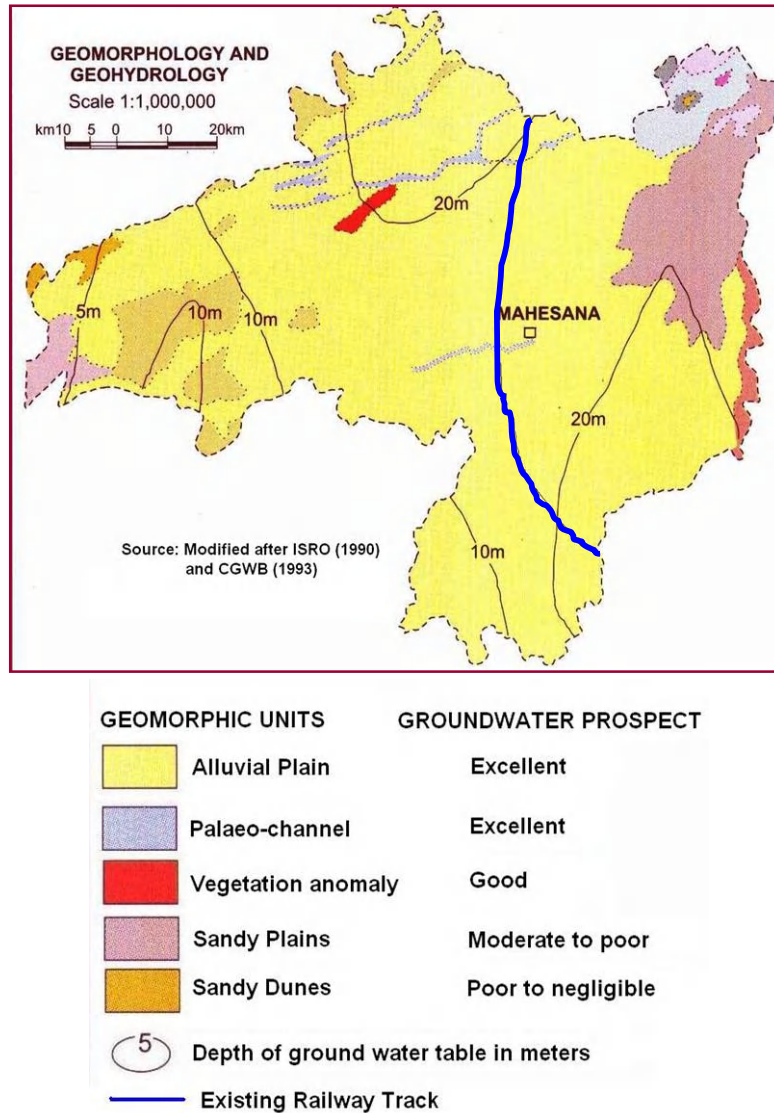 GEOMORPHOLOGY AND
GEOHYDROLOGY
Scale 1:1,000,000
km10 5 0 10 20km
20m
5m
10m
10m
MAHESANA
20m
10m
Source: Modified after ISRO (1990)
and CGWB (1993)
GEOMORPHIC UNITS GROUNDWATER PROSPECT
Alluvial Plain Excellent
Palaeo-channel Excellent
Vegetation anomaly Good
Sandy Plains Moderate to poor
Sandy Dunes Poor to negligible
5 Depth of ground water table in meters
Existing Railway Track